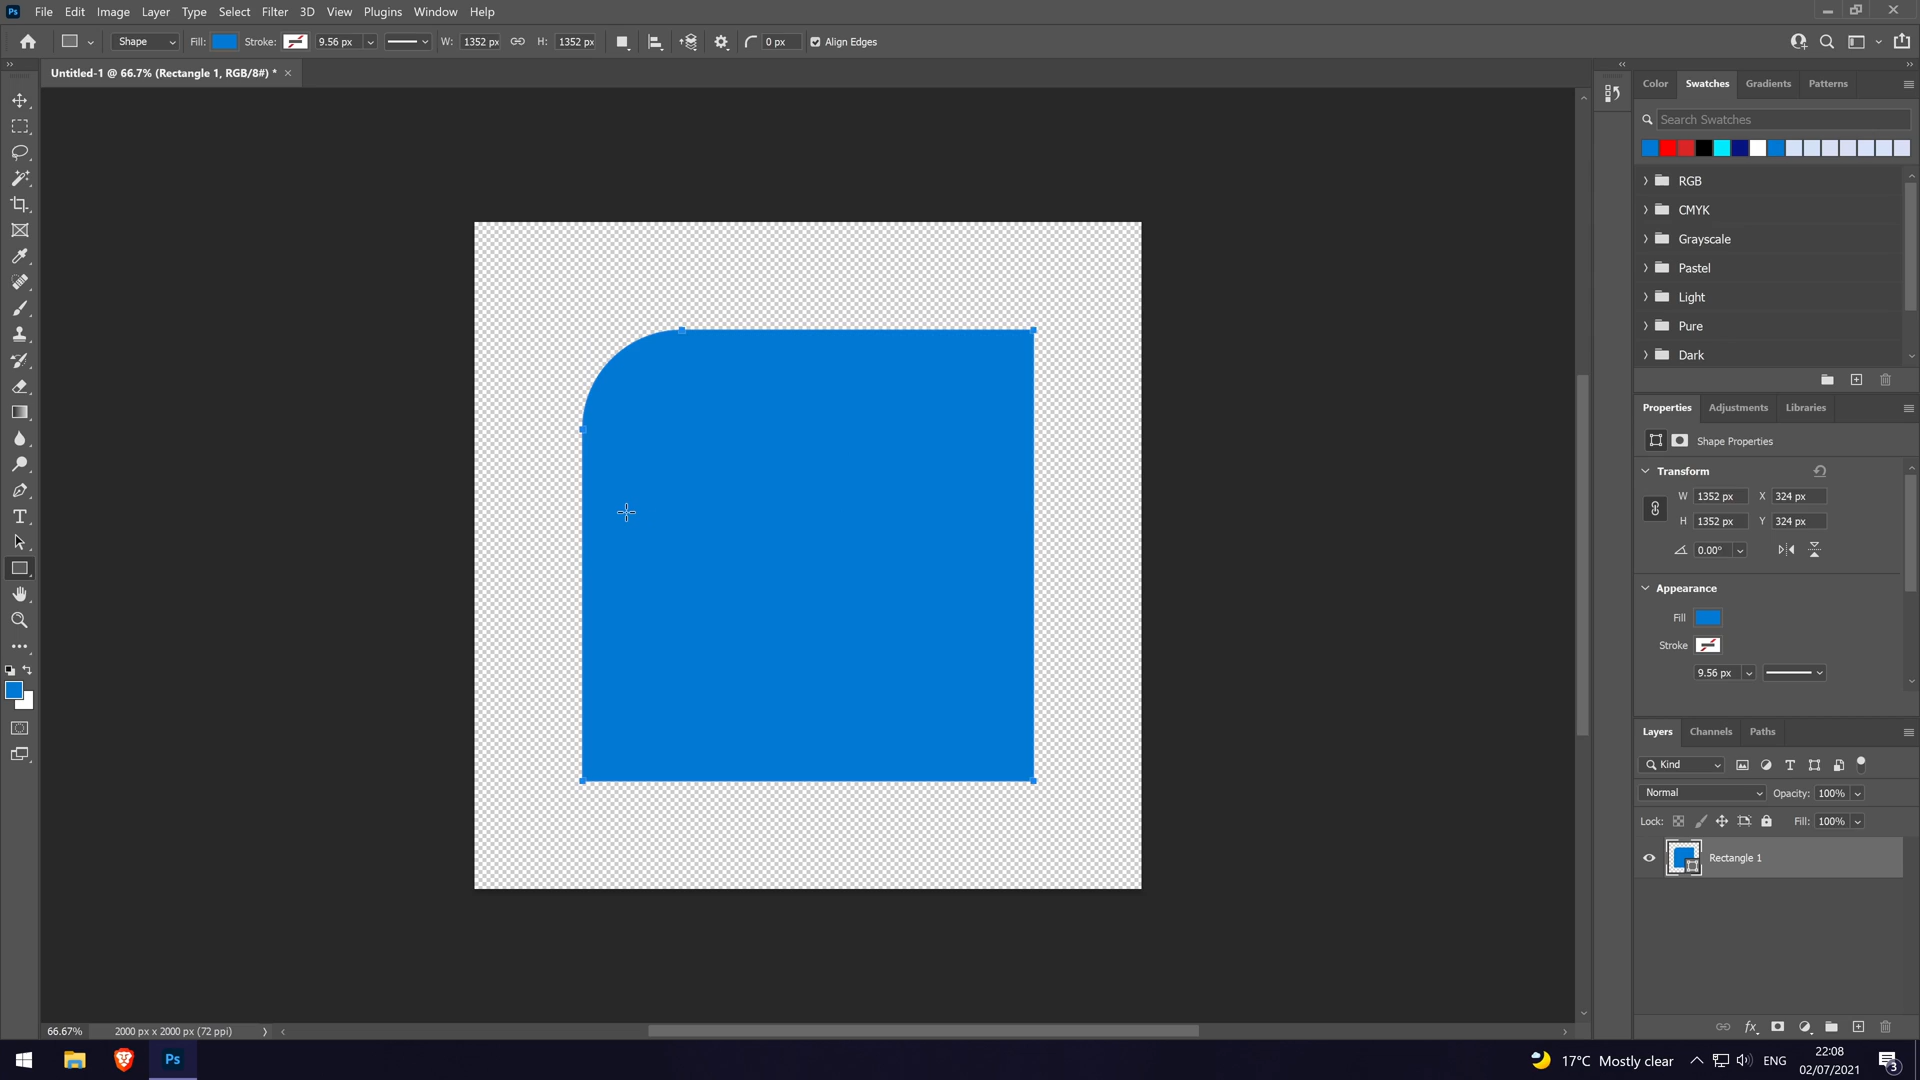 Ps File Edit Image Layer Type Select Filter 3D View Plugins Window Help
Shape Fill: Stroke: 9.56 px W: 1352 px H: 1352 px 0 px Align Edges
Untitled-1 @ 66.7% (Rectangle 1, RGB/8#) * ×
Color Swatches Gradients Patterns
Search Swatches
RGB
CMYK
Grayscale
Pastel
Light
Pure
Dark
Properties Adjustments Libraries
Shape Properties
Transform
W 1352 px X 324 px
H 1352 px Y 324 px
0.00°
Appearance
Fill
Stroke
9.56 px
Layers Channels Paths
Kind
Normal Opacity: 100%
Lock: Fill: 100%
Rectangle 1
fx
66.67% 2000 px x 2000 px (72 ppi)
Ps 17°C Mostly clear ENG 22:08
02/07/2021 3